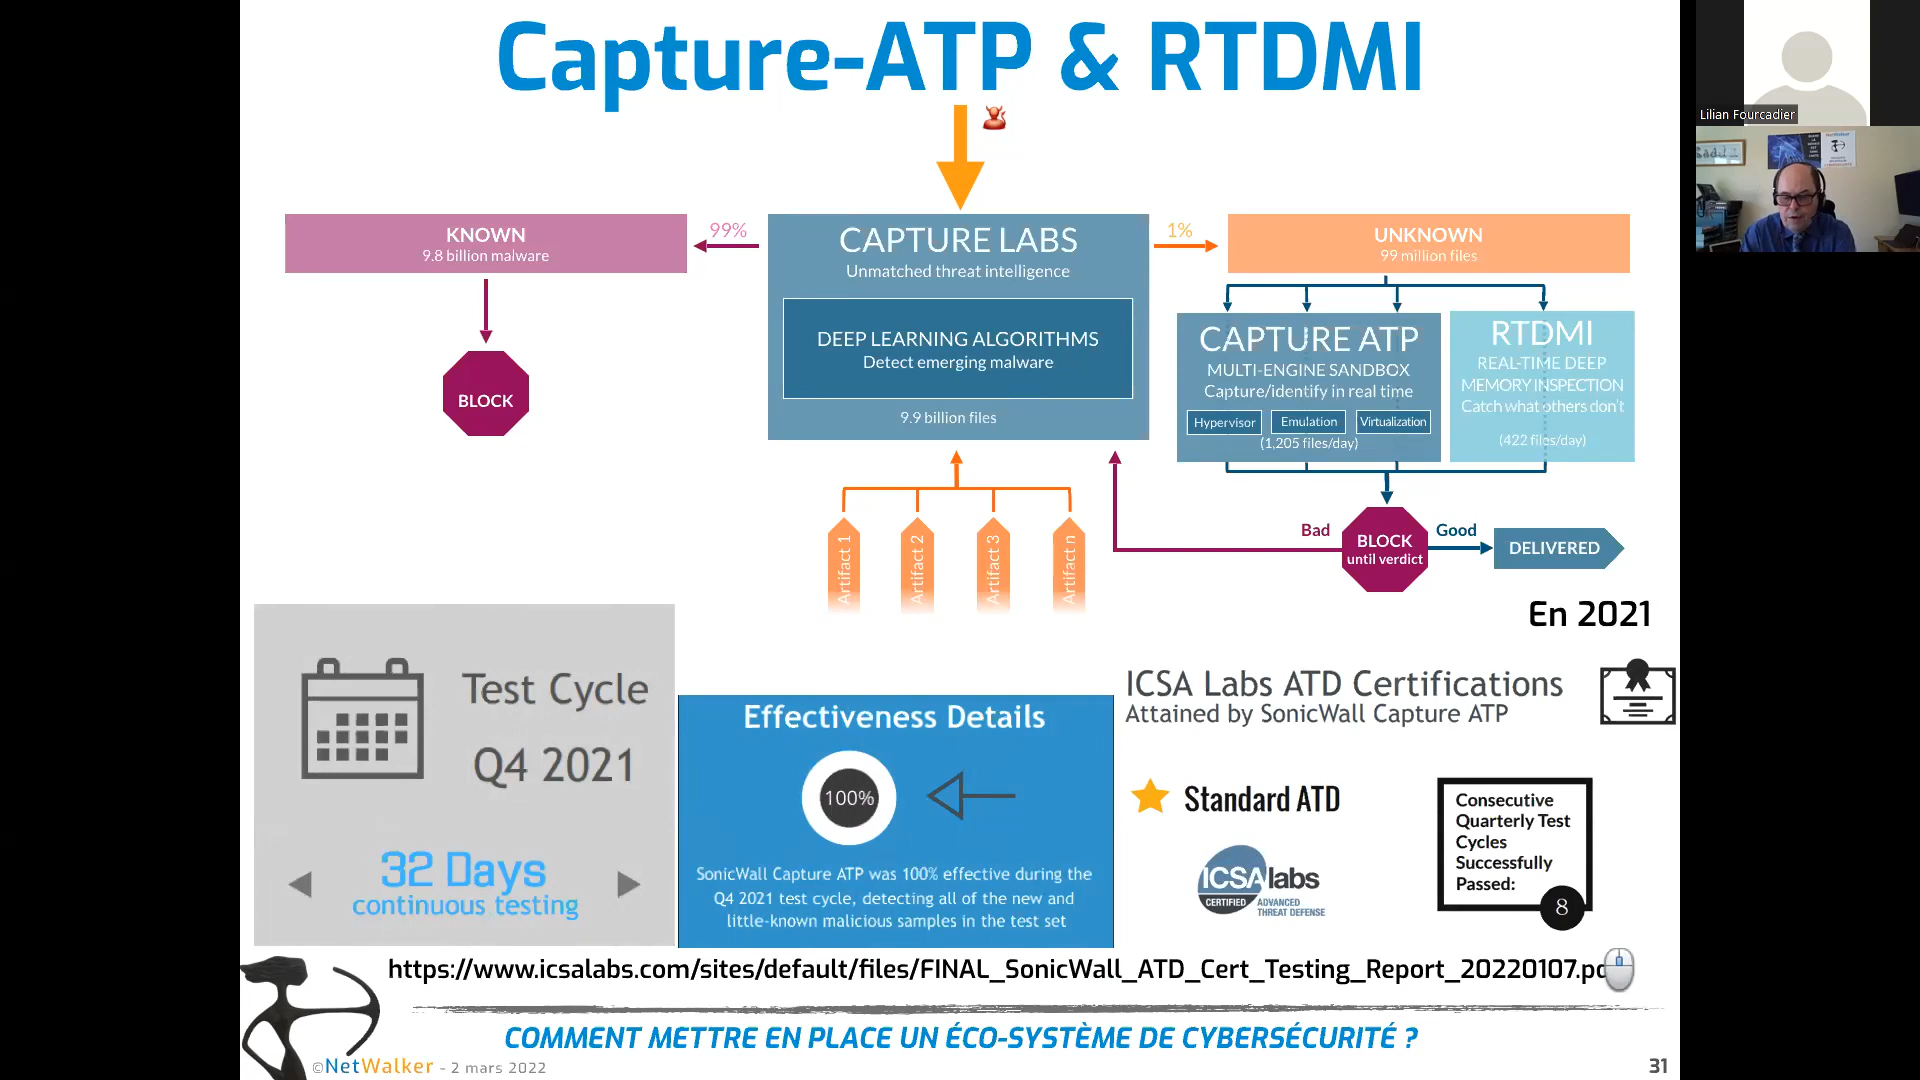 Capture-ATP & RTDMI
Lilian Fourcadier
KNOWN
9.8 billion malware
99%
CAPTURE LABS
Unmatched threat intelligence
DEEP LEARNING ALGORITHMS
Detect emerging malware
9.9 billion files
1%
UNKNOWN
99 million files
BLOCK
CAPTURE ATP
MULTI-ENGINE SANDBOX
Capture/identify in real time
Hypervisor
Emulation
Virtualization
(1,205 files/day)
RTDMI
REAL-TIME DEEP
MEMORY INSPECTION
Catch what others don't
(422 files/day)
Artifact 1
Artifact 2
Artifact 3
Artifact n
Bad
BLOCK
until verdict
Good
DELIVERED
En 2021
Test Cycle
Q4 2021
32 Days
continuous testing
Effectiveness Details
100%
SonicWall Capture ATP was 100% effective during the
Q4 2021 test cycle, detecting all of the new and
little-known malicious samples in the test set
ICSA Labs ATD Certifications
Attained by SonicWall Capture ATP
Standard ATD
ICSAlabs
CERTIFIED
ADVANCED
THREAT DEFENSE
Consecutive
Quarterly Test
Cycles
Successfully
Passed:
8
https://www.icsalabs.com/sites/default/files/FINAL_SonicWall_ATD_Cert_Testing_Report_20220107.pd
COMMENT METTRE EN PLACE UN ÉCO-SYSTÈME DE CYBERSÉCURITÉ ?
©NetWalker - 2 mars 2022
31